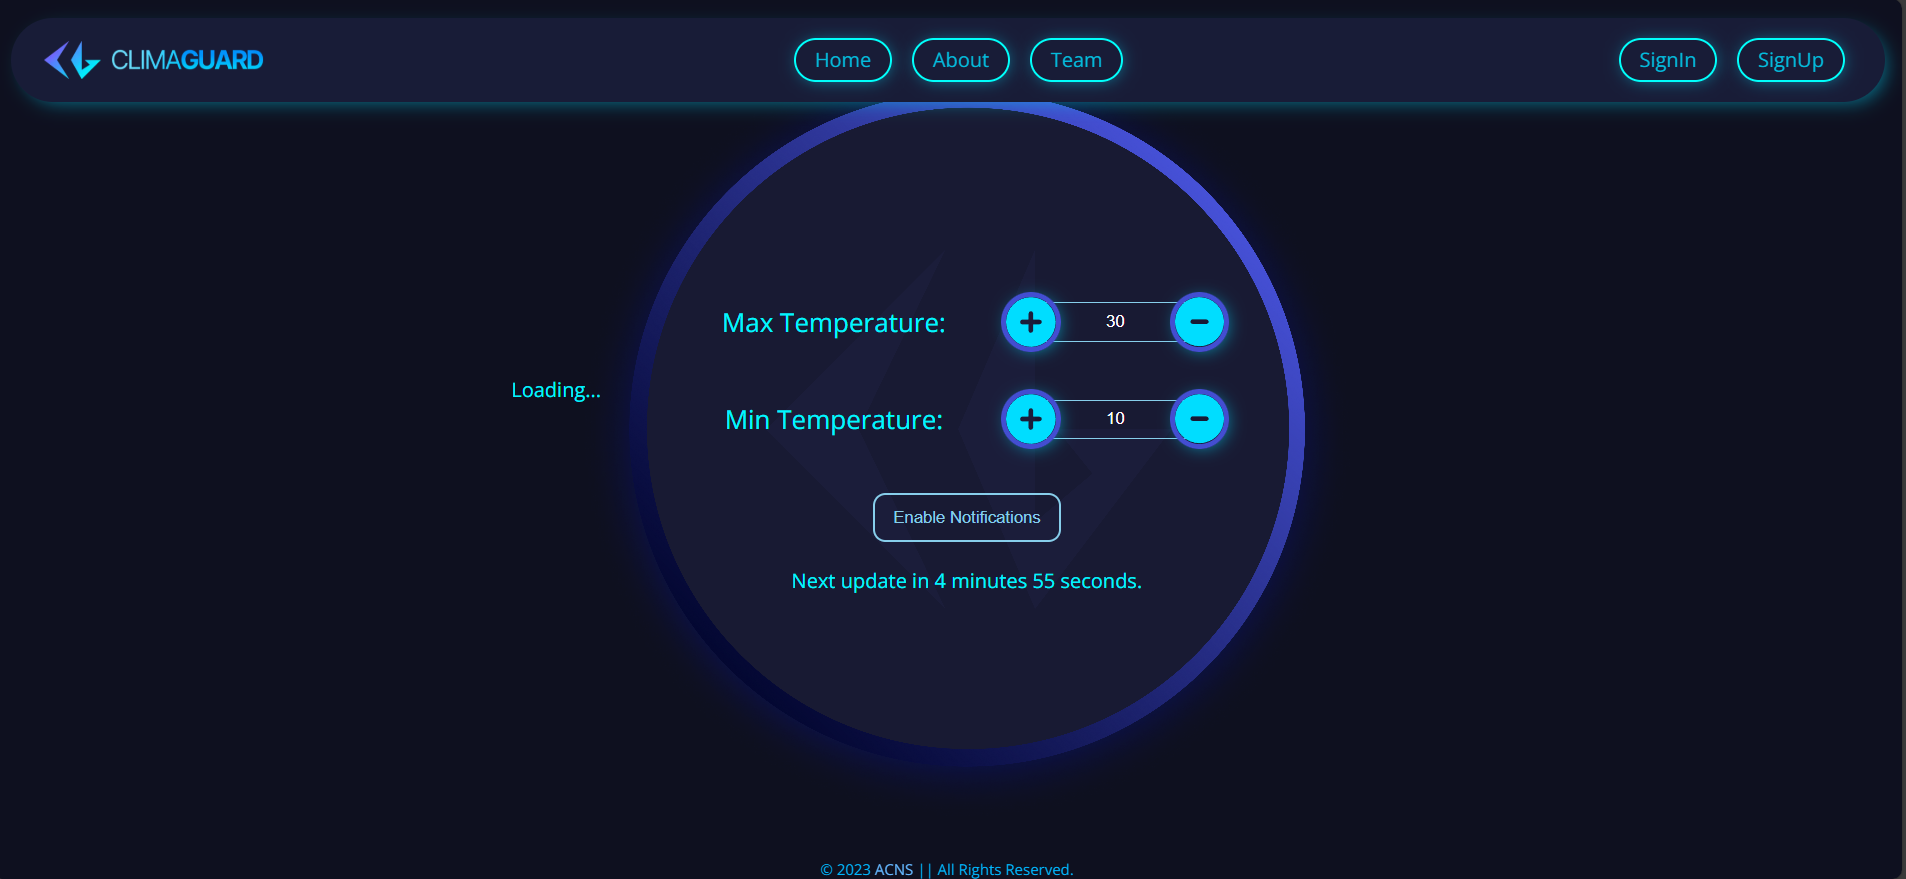 CLIMAGUARD
Home
About
Team
SignIn
SignUp
Max Temperature:
30
Loading...
Min Temperature:
10
Enable Notifications
Next update in 4 minutes 55 seconds.
© 2023 ACNS || All Rights Reserved.